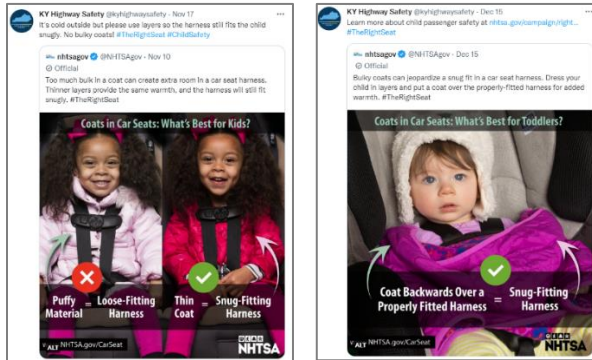 KY Highway Safety @kyhighwaysafety · Nov 17
It's cold outside but please use layers so the harness still fits the child
snugly. No bulky coats! #TheRightSeat #ChildSafety
nhtsagov @NHTSAgov · Nov 10
Official
Too much bulk in a coat can create extra room in a car seat harness.
Thinner layers provide the same warmth, and the harness will still fit
snugly. #TheRightSeat
Coats in Car Seats: What's Best for Kids?
Puffy Material = Loose-Fitting Harness
Thin Coat = Snug-Fitting Harness
ALT NHTSA.gov/CarSeat
NHTSA
KY Highway Safety @kyhighwaysafety · Dec 15
Learn more about child passenger safety at nhtsa.gov/campaign/right...
#TheRightSeat
nhtsagov @NHTSAgov · Dec 15
Official
Bulky coats can jeopardize a snug fit in a car seat harness. Dress your
child in layers and put a coat over the properly-fitted harness for added
warmth. #TheRightSeat
Coats in Car Seats: What's Best for Toddlers?
Coat Backwards Over a
Properly Fitted Harness = Snug-Fitting
Harness
ALT NHTSA.gov/CarSeat
NHTSA